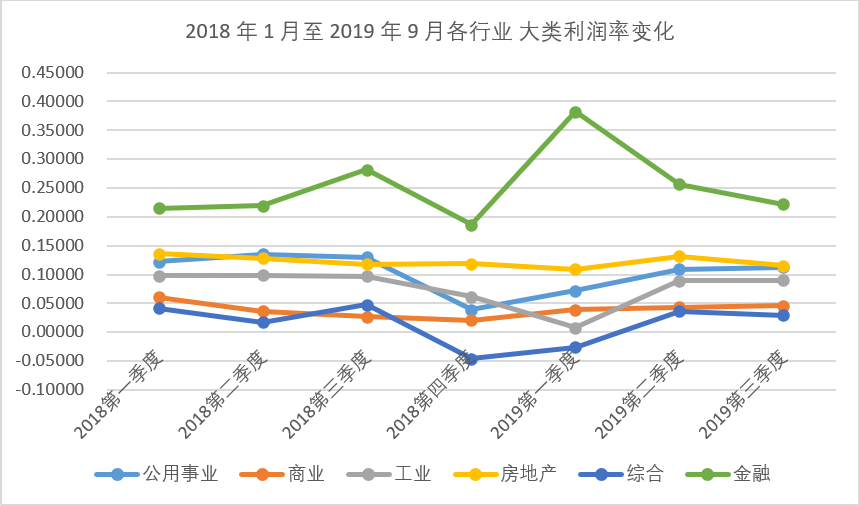 2018 年 1 月至 2019 年 9 月各行业 大类利润率变化
0.45000
0.40000
0.35000
0.30000
0.25000
0.20000
0.15000
0.10000
0.05000
0.00000
-0.05000
-0.10000
2018第一季度
2018第二季度
2018第三季度
2018第四季度
2019第一季度
2019第二季度
2019第三季度
公用事业 商业 工业 房地产 综合 金融